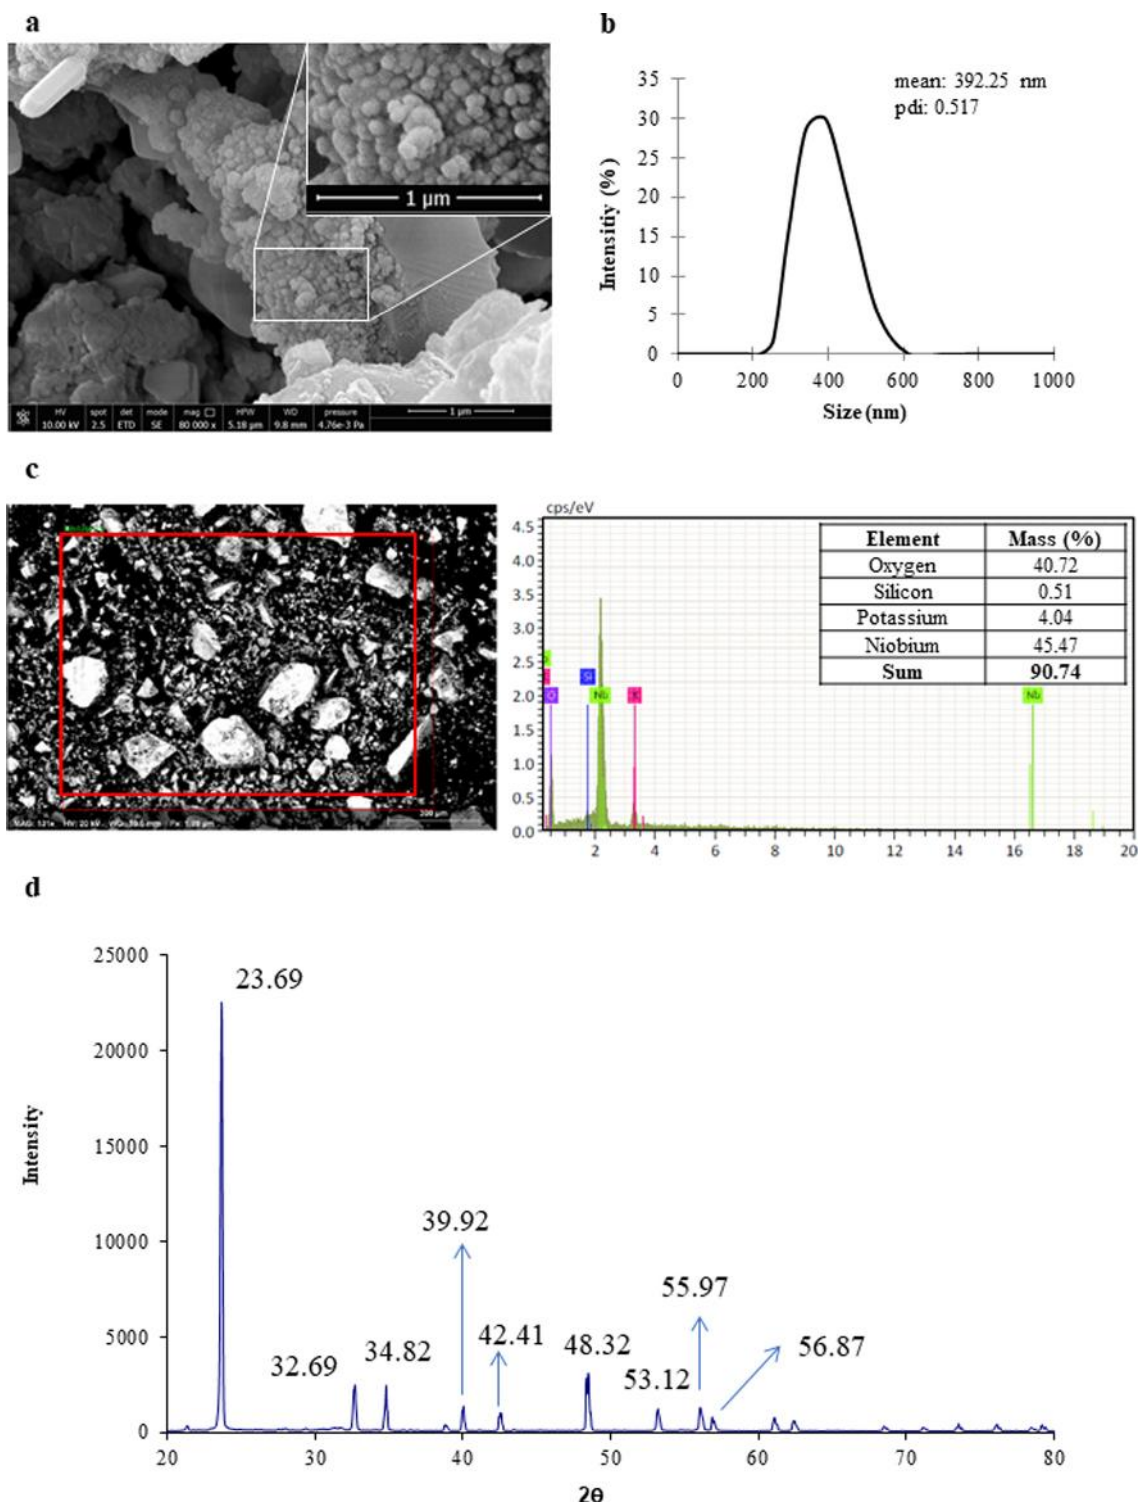 a
1 μm
HV spot det mode mag HFW WD pressure
10.00 kV 2.5 ETD SE 80 000 x 5.18 μm 9.8 mm 4.76e-3 Pa
1 μm
b
mean: 392.25 nm
pdi: 0.517
35
30
25
20
15
10
5
0
Intensitiy (%)
0 200 400 600 800 1000
Size (nm)
c
300 μm
cps/eV
4.5
4.0
3.5
3.0
2.5
2.0
1.5
1.0
0.5
0.0
O Si Nb K Nb
2 4 6 8 10 12 14 16 18 20
Element Mass (%)
Oxygen 40.72
Silicon 0.51
Potassium 4.04
Niobium 45.47
Sum 90.74
d
25000
20000
15000
10000
5000
0
Intensity
23.69
32.69
34.82
39.92
42.41
48.32
53.12
55.97
56.87
20 30 40 50 60 70 80
2θ